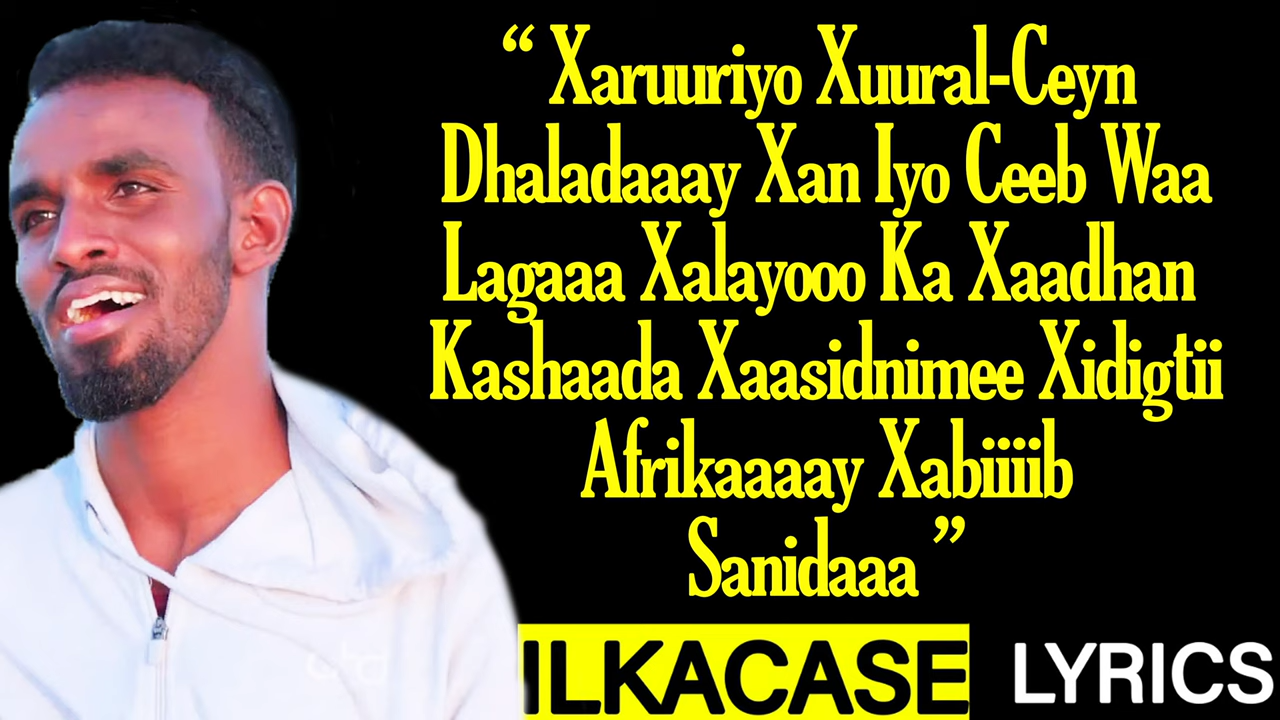 “ Xaruuriyo Xuural-Ceyn
Dhaladaaay Xan Iyo Ceeb Waa
Lagaaa Xalayooo Ka Xaadhan
Kashaada Xaasidnimee Xidigtii
Afrikaaaay Xabiiiib
Sanidaaa ”
ILKACASE LYRICS